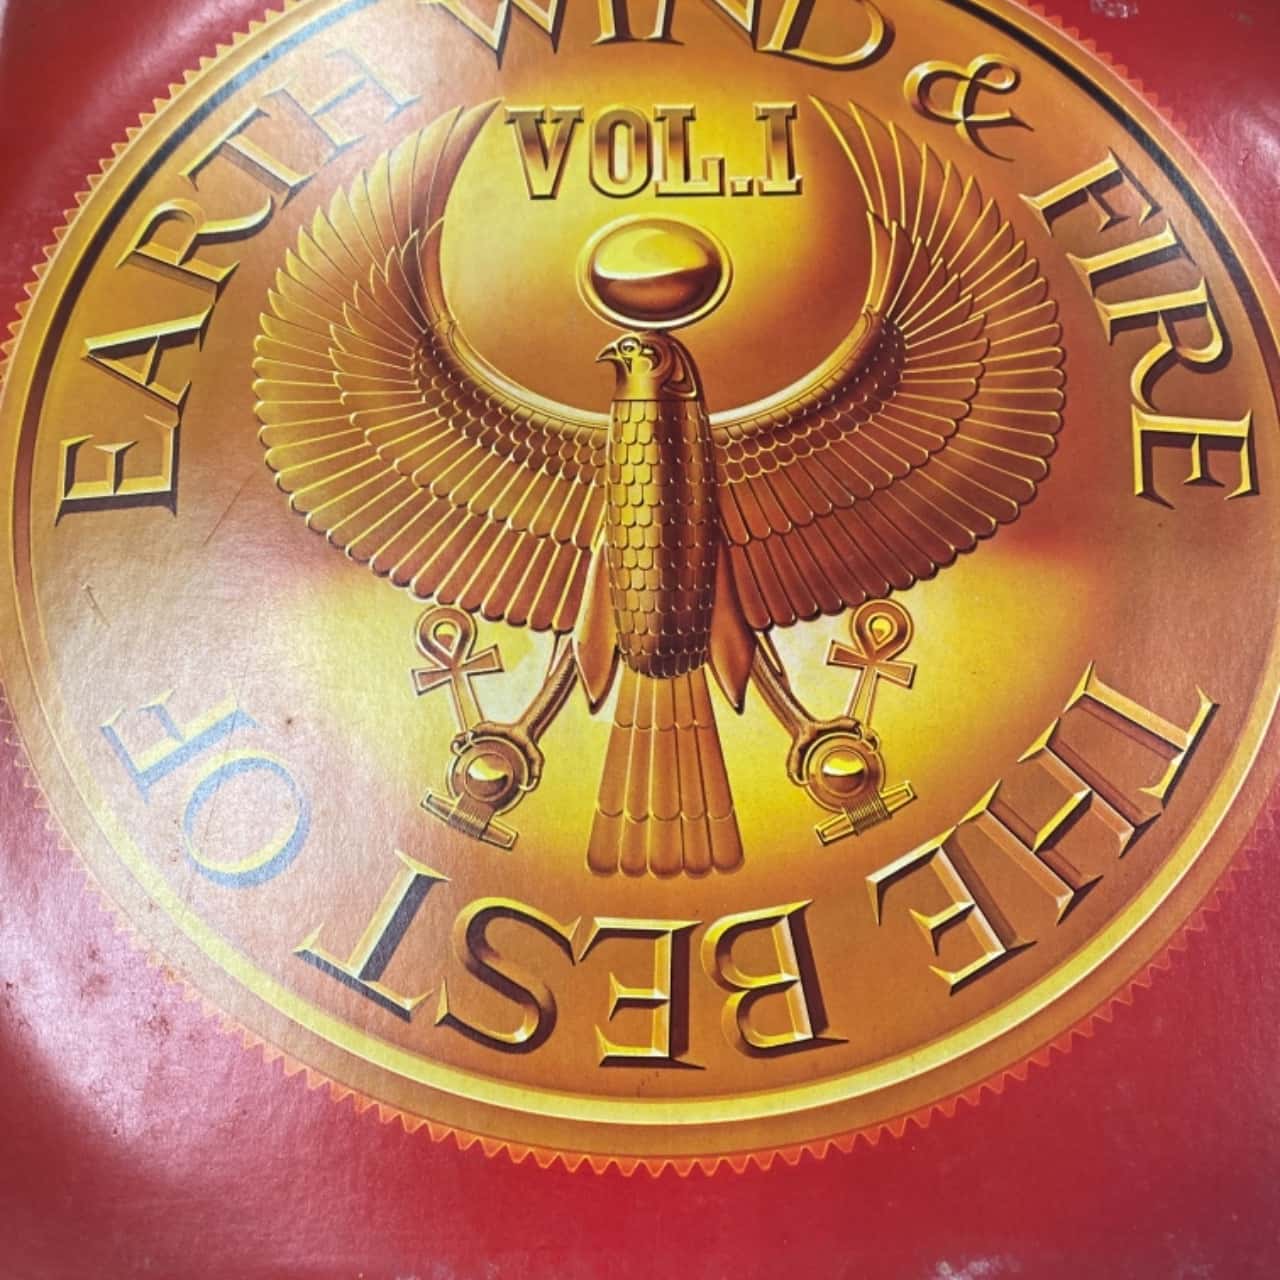 THE BEST OF
EARTH WIND & FIRE
VOL.I